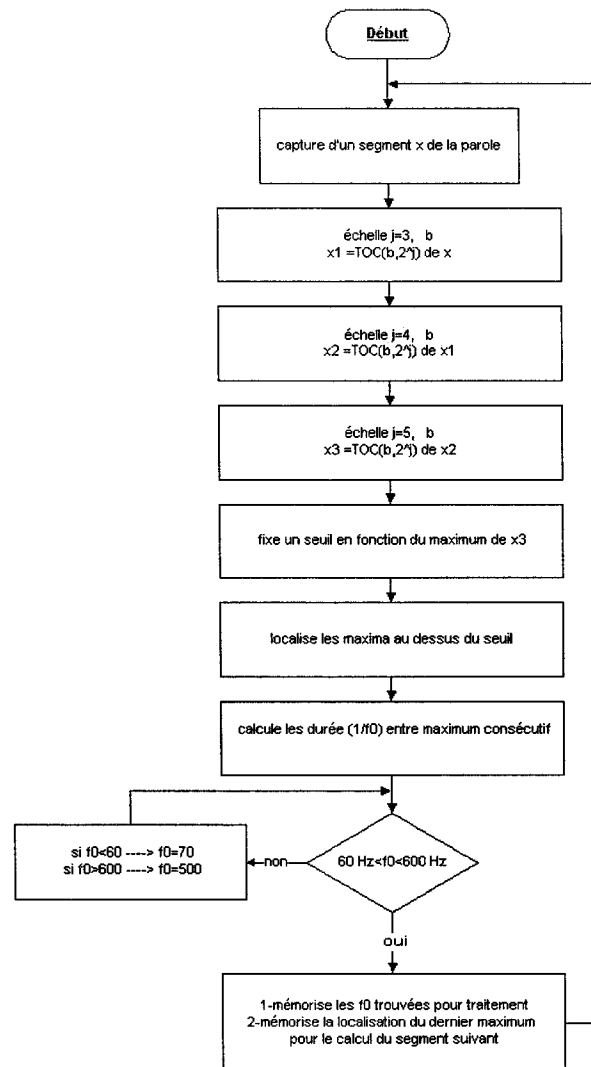 Début
capture d'un segment x de la parole
échelle j=3, b
x1 =TOC(b,2^j) de x
échelle j=4, b
x2 =TOC(b,2^j) de x1
échelle j=5, b
x3 =TOC(b,2^j) de x2
fixe un seuil en fonction du maximum de x3
localise les maxima au dessus du seuil
calcule les durée (1/f0) entre maximum consécutif
si f0<60 ----> f0=70
si f0>600 ----> f0=500
non
60 Hz<f0<600 Hz
oui
1-mémorise les f0 trouvées pour traitement
2-mémorise la localisation du dernier maximum
pour le calcul du segment suivant